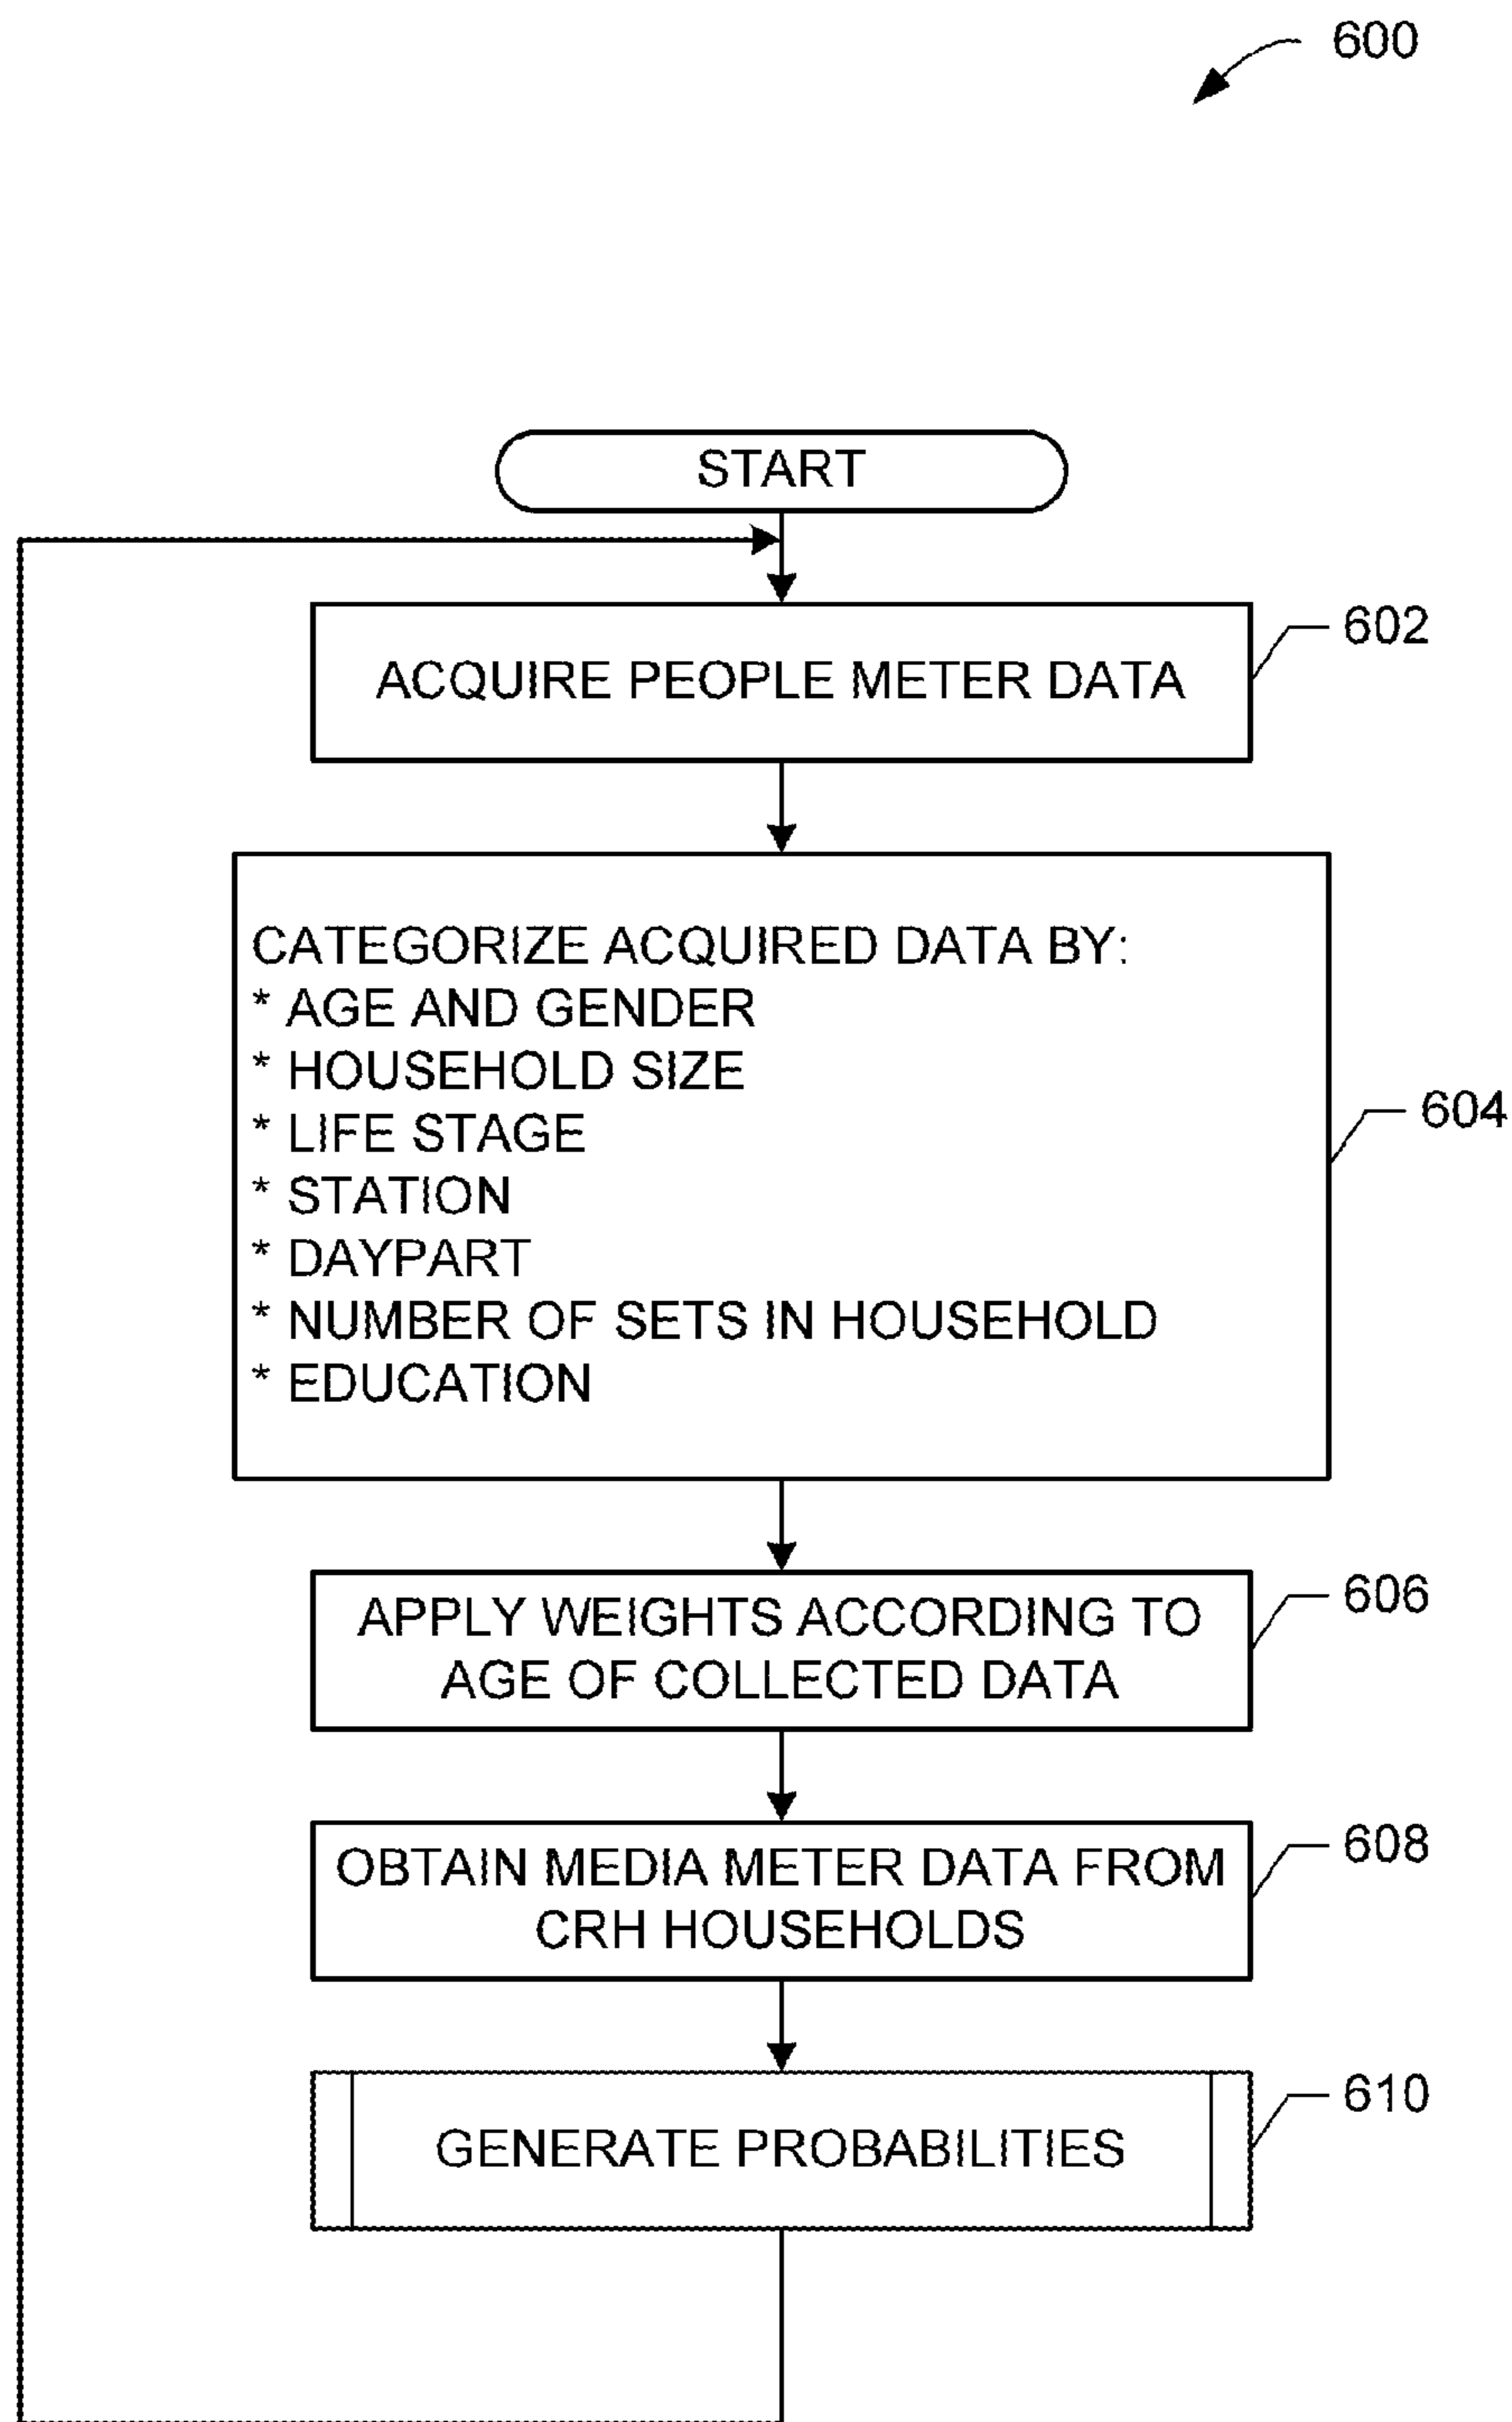 600
START
ACQUIRE PEOPLE METER DATA
602
CATEGORIZE ACQUIRED DATA BY:
* AGE AND GENDER
* HOUSEHOLD SIZE
* LIFE STAGE
* STATION
* DAYPART
* NUMBER OF SETS IN HOUSEHOLD
* EDUCATION
604
APPLY WEIGHTS ACCORDING TO
AGE OF COLLECTED DATA
606
OBTAIN MEDIA METER DATA FROM
CRH HOUSEHOLDS
608
GENERATE PROBABILITIES
610